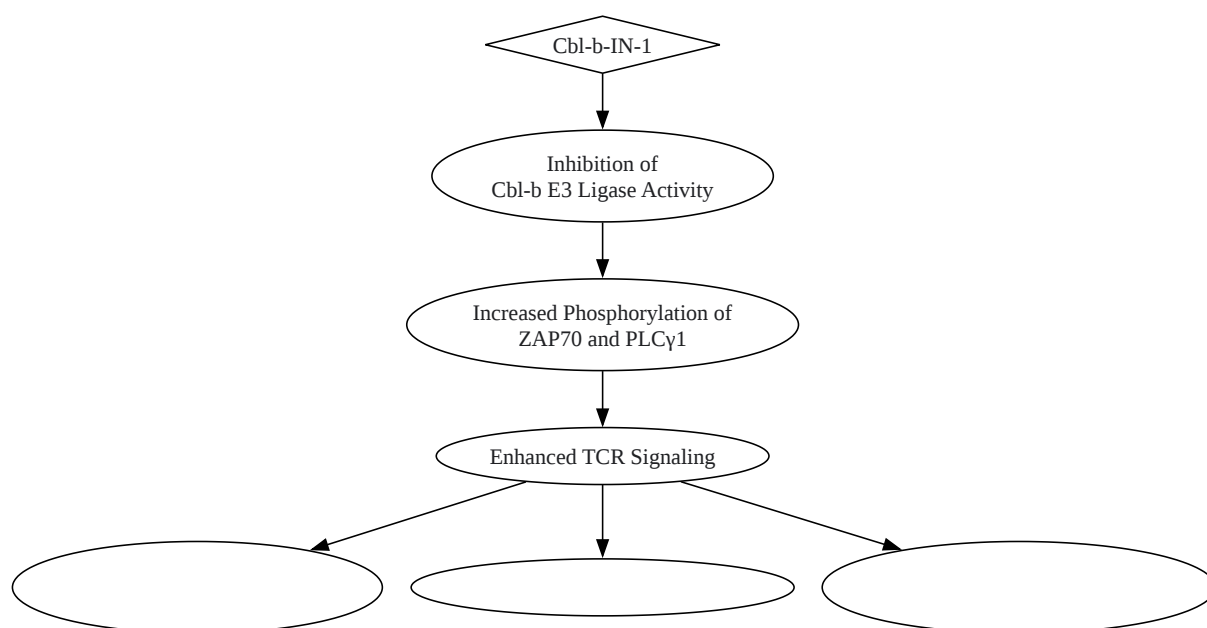 Cbl-b-IN-1
Inhibition of
Cbl-b E3 Ligase Activity
Increased Phosphorylation of
ZAP70 and PLCγ1
Enhanced TCR Signaling